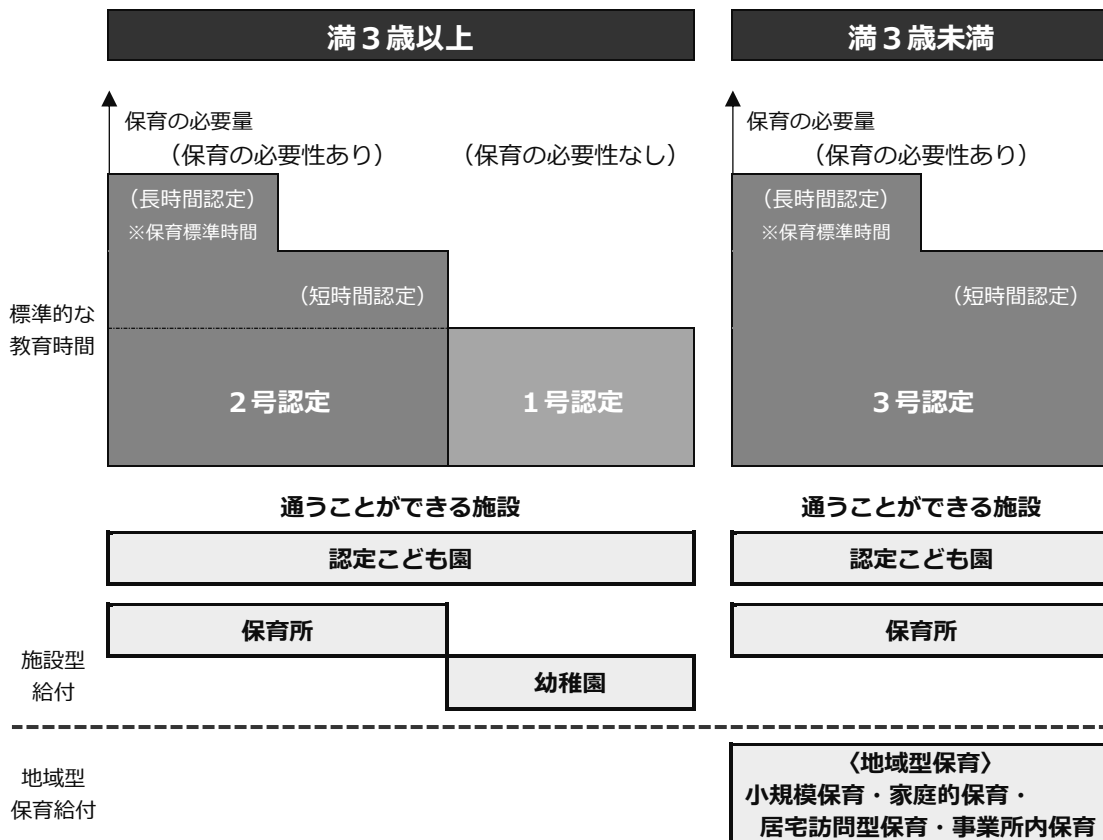 満３歳以上
満３歳未満
保育の必要量
（保育の必要性あり）
（保育の必要性なし）
保育の必要量
（保育の必要性あり）
（長時間認定）
※保育標準時間
（長時間認定）
※保育標準時間
（短時間認定）
（短時間認定）
標準的な
教育時間
２号認定
１号認定
３号認定
通うことができる施設
通うことができる施設
認定こども園
認定こども園
保育所
保育所
施設型
給付
幼稚園
地域型
保育給付
〈地域型保育〉
小規模保育・家庭的保育・
居宅訪問型保育・事業所内保育